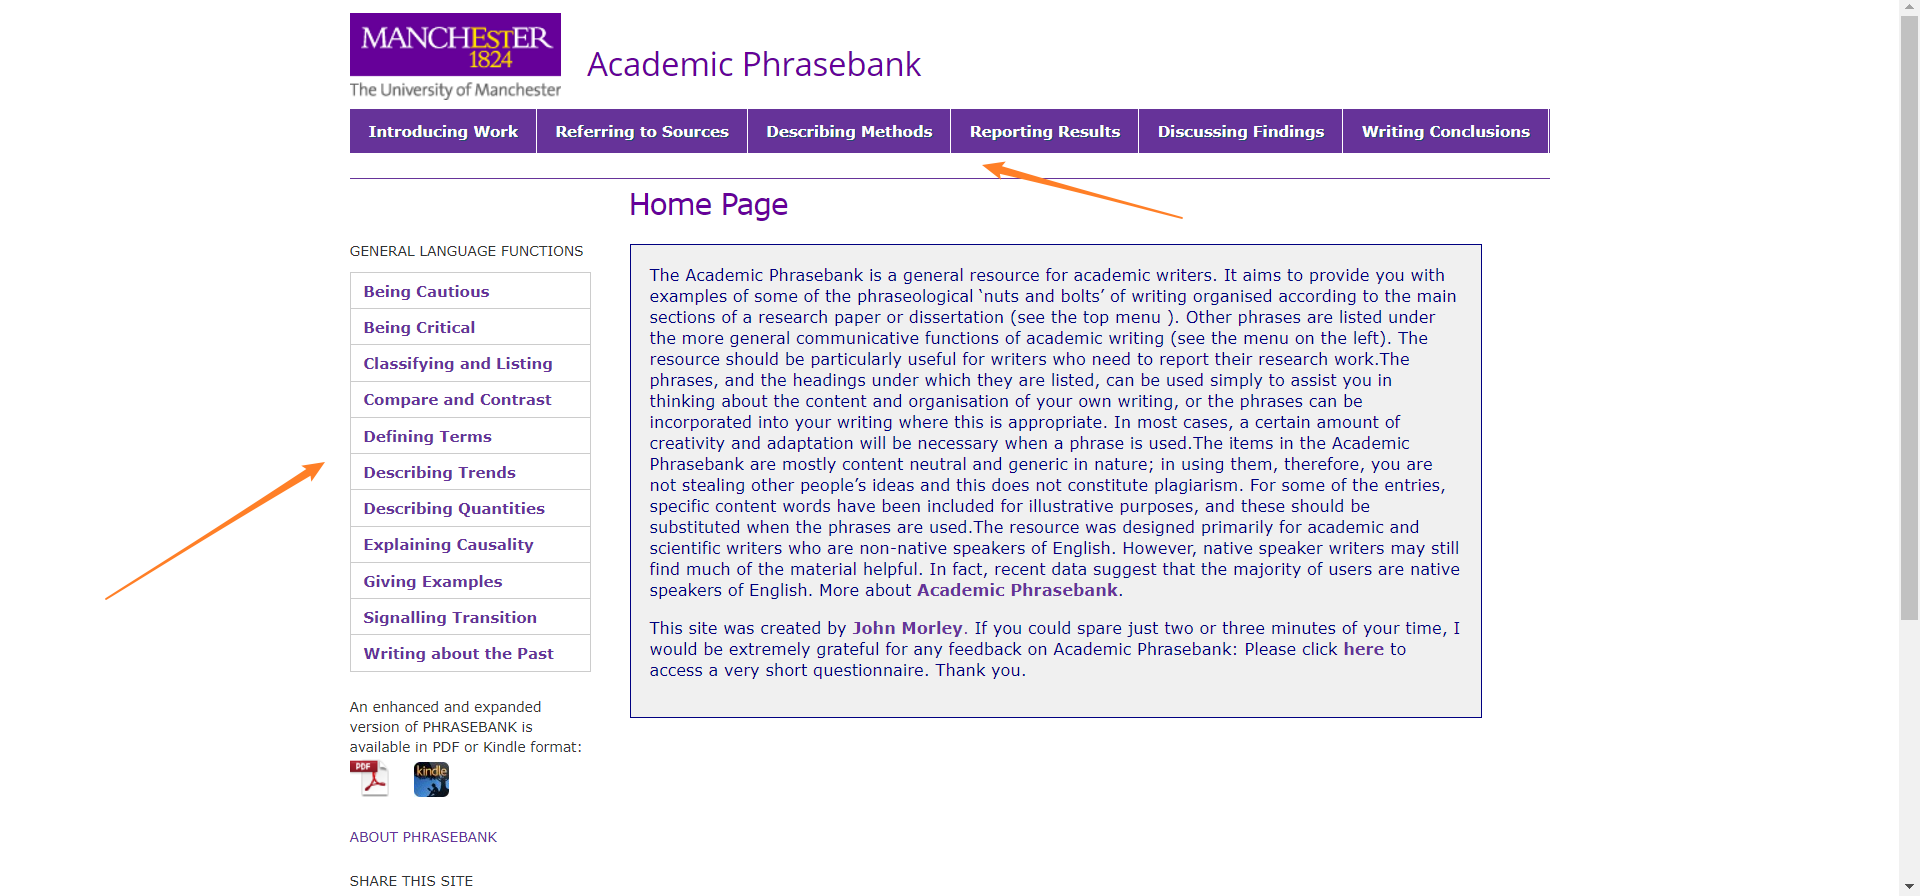 MANCHESTER
1824
The University of Manchester
Academic Phrasebank
Introducing Work
Referring to Sources
Describing Methods
Reporting Results
Discussing Findings
Writing Conclusions
Home Page
GENERAL LANGUAGE FUNCTIONS
Being Cautious
Being Critical
Classifying and Listing
Compare and Contrast
Defining Terms
Describing Trends
Describing Quantities
Explaining Causality
Giving Examples
Signalling Transition
Writing about the Past
An enhanced and expanded
version of PHRASEBANK is
available in PDF or Kindle format:
PDF
kindle
ABOUT PHRASEBANK
SHARE THIS SITE
The Academic Phrasebank is a general resource for academic writers. It aims to provide you with
examples of some of the phraseological ‘nuts and bolts’ of writing organised according to the main
sections of a research paper or dissertation (see the top menu ). Other phrases are listed under
the more general communicative functions of academic writing (see the menu on the left). The
resource should be particularly useful for writers who need to report their research work.The
phrases, and the headings under which they are listed, can be used simply to assist you in
thinking about the content and organisation of your own writing, or the phrases can be
incorporated into your writing where this is appropriate. In most cases, a certain amount of
creativity and adaptation will be necessary when a phrase is used.The items in the Academic
Phrasebank are mostly content neutral and generic in nature; in using them, therefore, you are
not stealing other people’s ideas and this does not constitute plagiarism. For some of the entries,
specific content words have been included for illustrative purposes, and these should be
substituted when the phrases are used.The resource was designed primarily for academic and
scientific writers who are non-native speakers of English. However, native speaker writers may still
find much of the material helpful. In fact, recent data suggest that the majority of users are native
speakers of English. More about Academic Phrasebank.
This site was created by John Morley. If you could spare just two or three minutes of your time, I
would be extremely grateful for any feedback on Academic Phrasebank: Please click here to
access a very short questionnaire. Thank you.